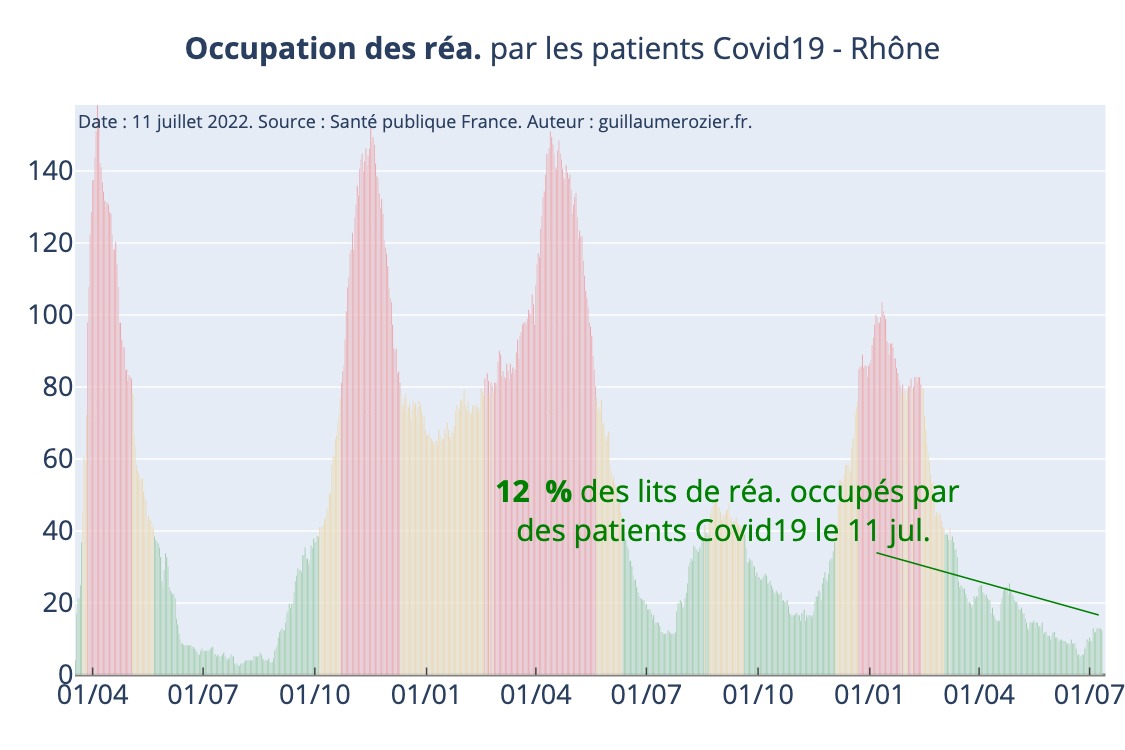 Occupation des réa. par les patients Covid19 - Rhône
Date : 11 juillet 2022. Source : Santé publique France. Auteur : guillaumerozier.fr.
140
120
100
80
60
12  % des lits de réa. occupés par
des patients Covid19 le 11 jul.
40
20
0
01/04 01/07 01/10 01/01 01/04 01/07 01/10 01/01 01/04 01/07